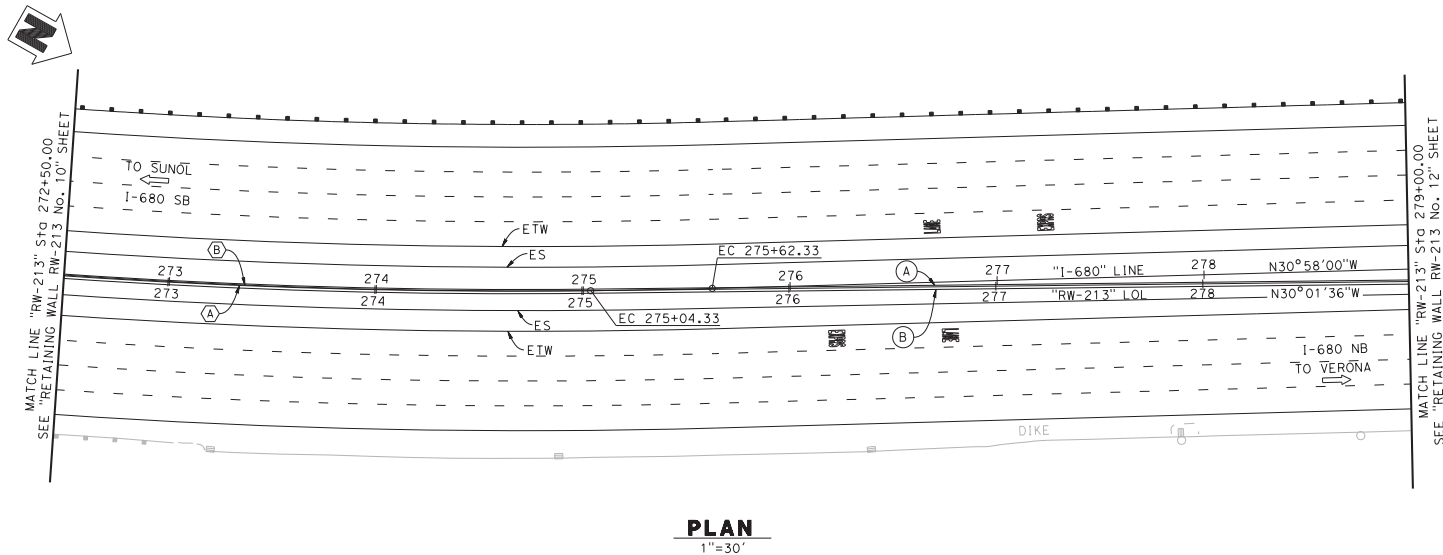 N
MATCH LINE "RW-213" Sta 272+50.00
SEE "RETAINING WALL RW-213 No. 10" SHEET
TO SUNOL
I-680 SB
ETW
ES
B
EC 275+62.33
A
273
274
275
276
277
"I-680" LINE
278
N30°58'00"W
273
274
275
276
277
"RW-213" LOL
278
N30°01'36"W
A
EC 275+04.33
B
ES
ETW
I-680 NB
TO VERONA
DIKE
MATCH LINE "RW-213" Sta 279+00.00
SEE "RETAINING WALL RW-213 No. 12" SHEET
PLAN
1"=30'